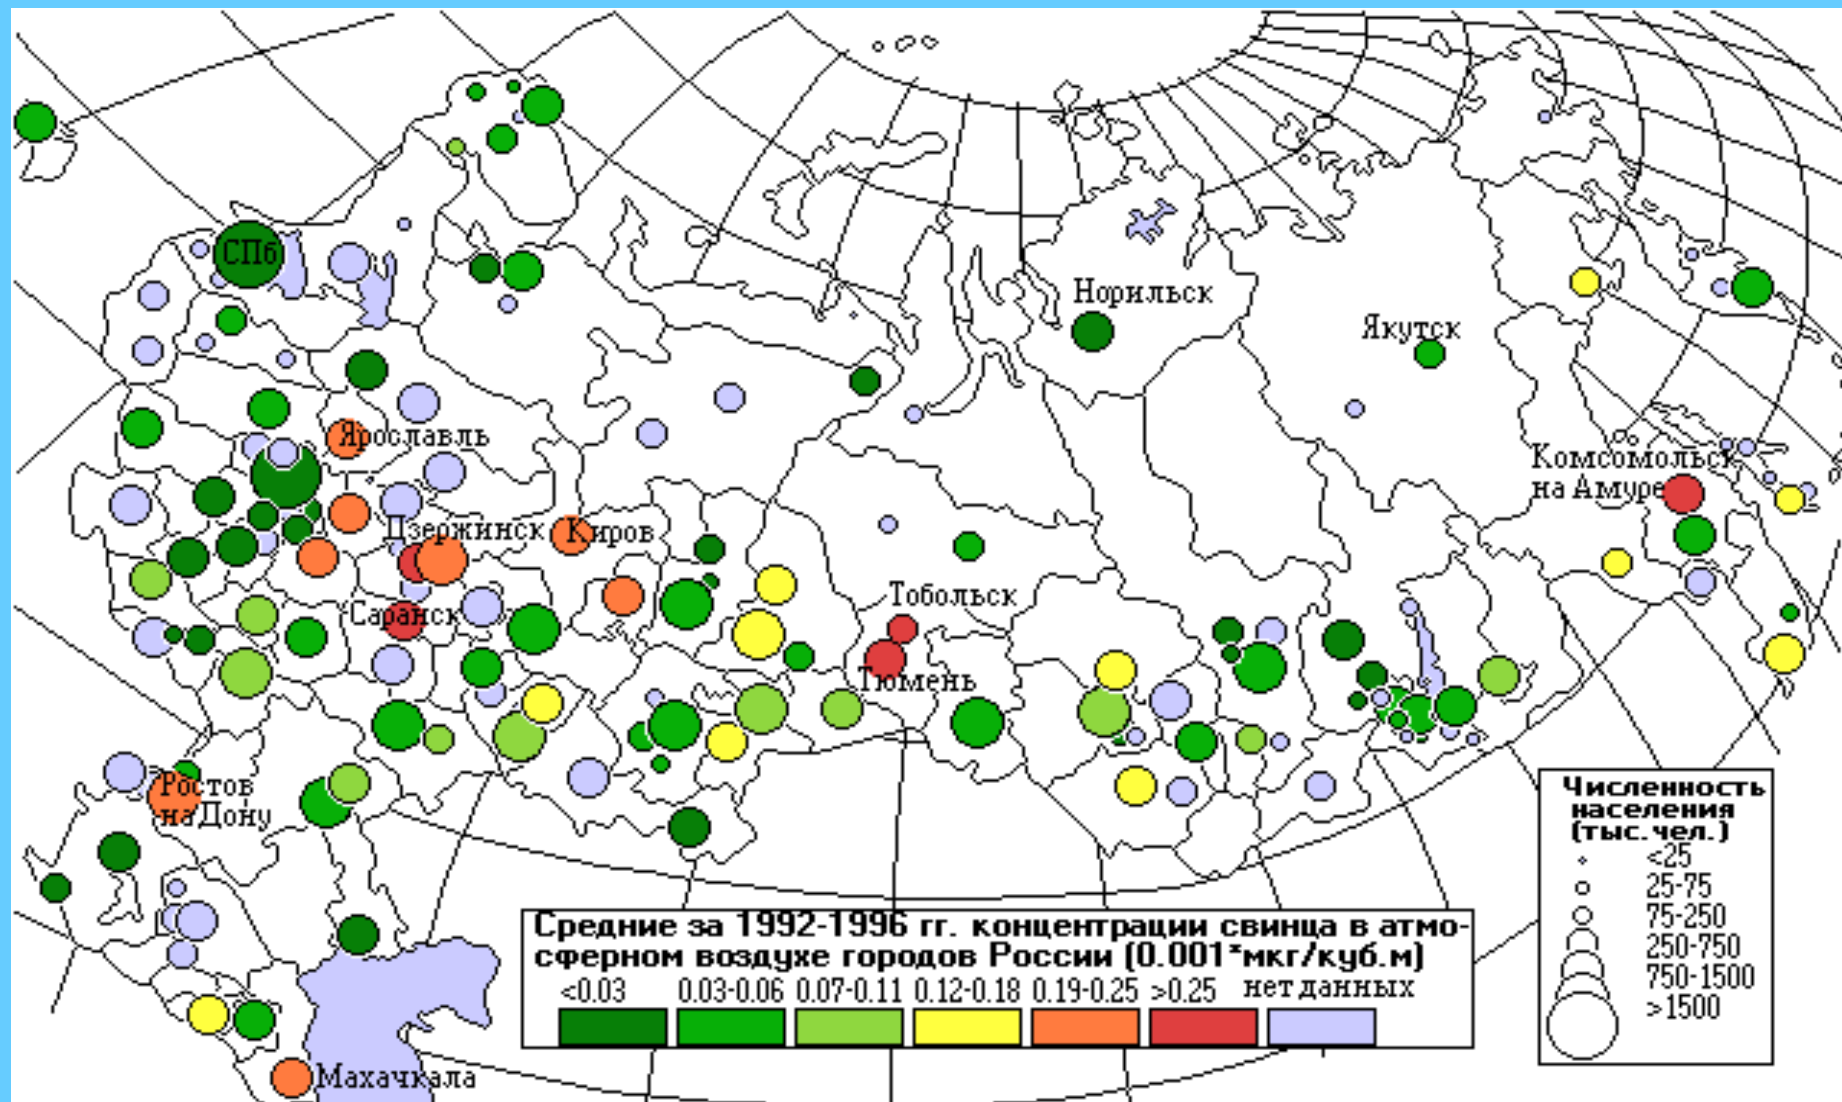 СПб
Норильск
Якутск
Ярославль
Комсомольск
на Амуре
Дзержинск
Киров
Саранск
Тобольск
Тюмень
Ростов
на Дону
Махачкала
Средние за 1992-1996 гг. концентрации свинца в атмо-
сферном воздухе городов России (0.001*мкг/куб.м)
<0.03 0.03-0.06 0.07-0.11 0.12-0.18 0.19-0.25 >0.25 нет данных
Численность
населения
(тыс.чел.)
<25
25-75
75-250
250-750
750-1500
>1500